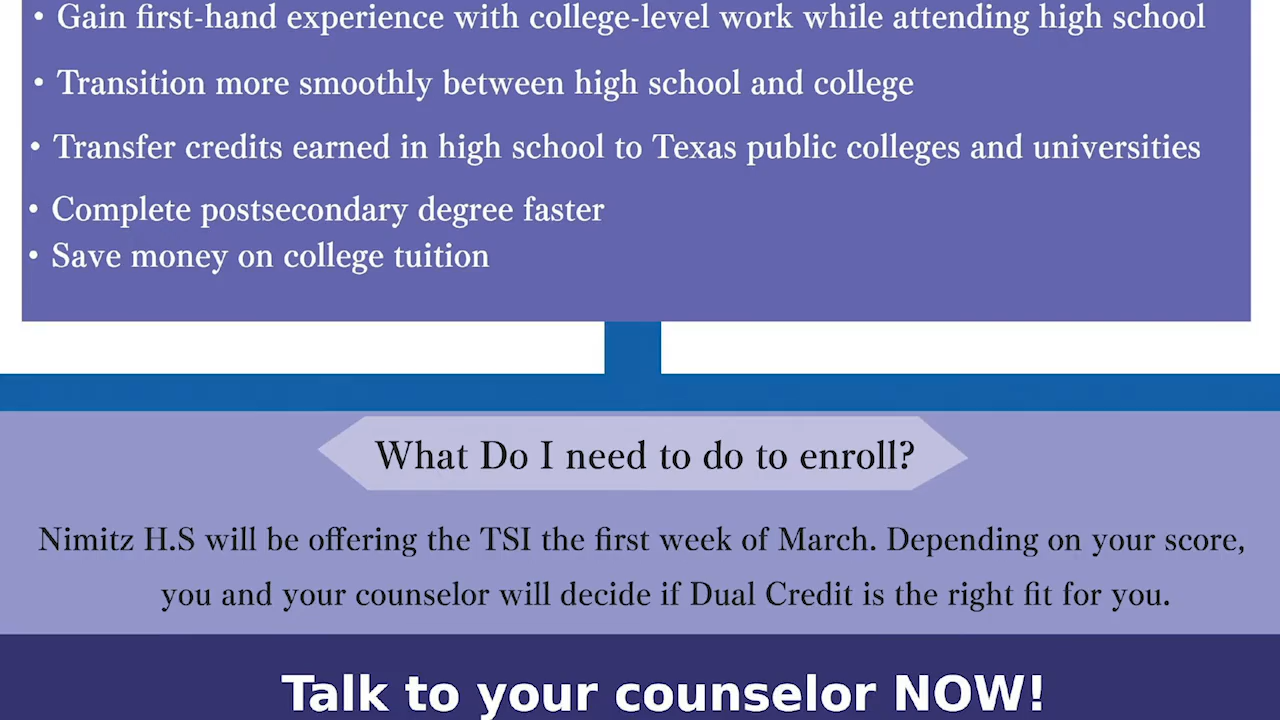 • Gain first-hand experience with college-level work while attending high school
• Transition more smoothly between high school and college
• Transfer credits earned in high school to Texas public colleges and universities
• Complete postsecondary degree faster
• Save money on college tuition
What Do I need to do to enroll?
Nimitz H.S will be offering the TSI the first week of March. Depending on your score,
you and your counselor will decide if Dual Credit is the right fit for you.
Talk to your counselor NOW!